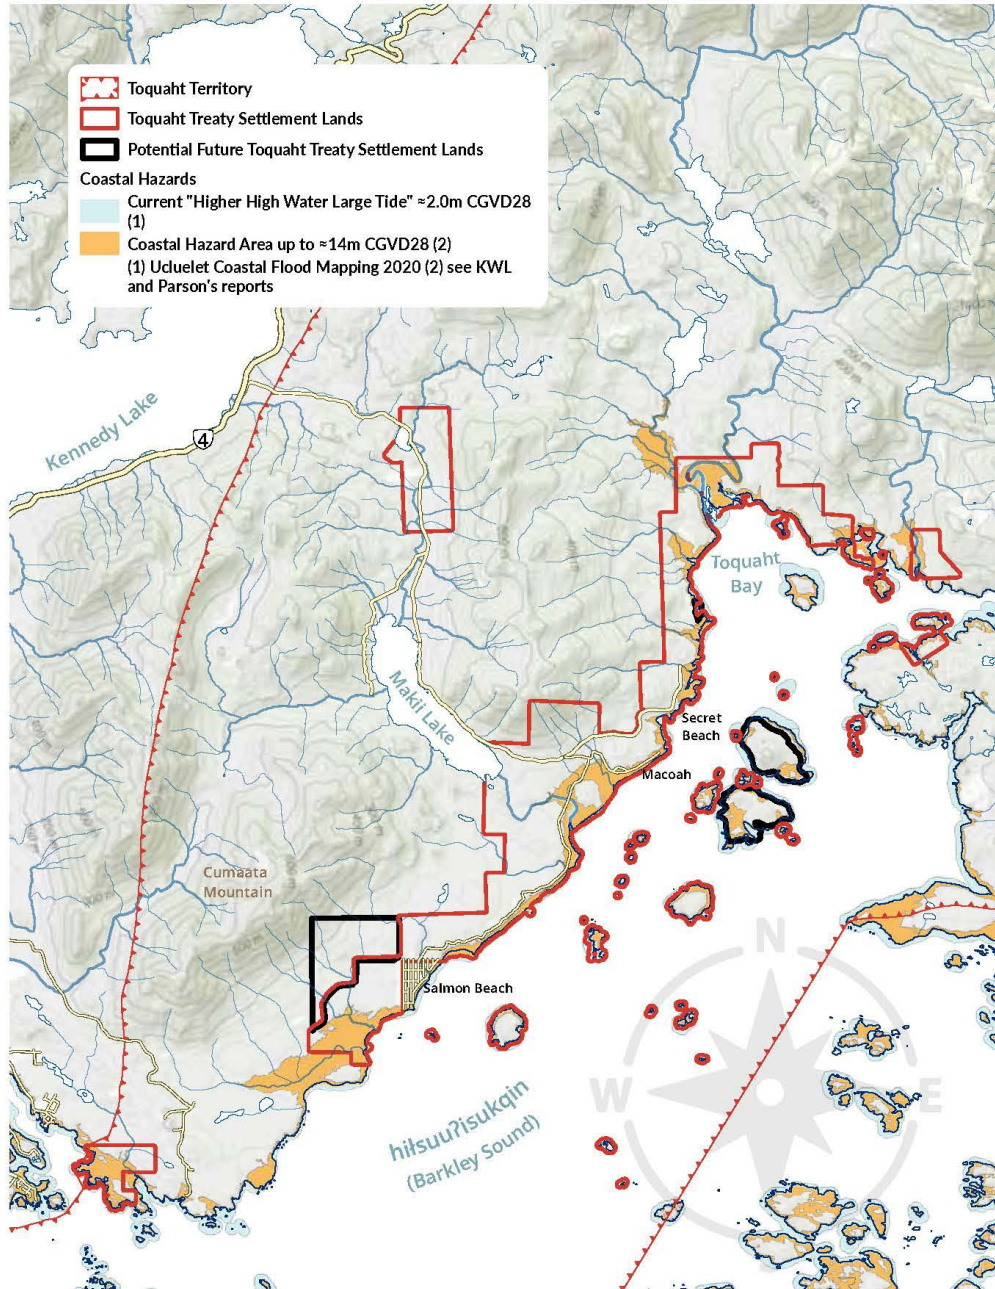 Toquaht Territory
Toquaht Treaty Settlement Lands
Potential Future Toquaht Treaty Settlement Lands
Coastal Hazards
Current "Higher High Water Large Tide" ≈2.0m CGVD28
(1)
Coastal Hazard Area up to ≈14m CGVD28 (2)
(1) Ucluelet Coastal Flood Mapping 2020 (2) see KWL
and Parson's reports
Kennedy Lake
4
Toquaht
Bay
Makii Lake
Secret
Beach
Macoah
Cumaata
Mountain
Salmon Beach
N
W
E
hiɫsuuʔisukqin
(Barkley Sound)